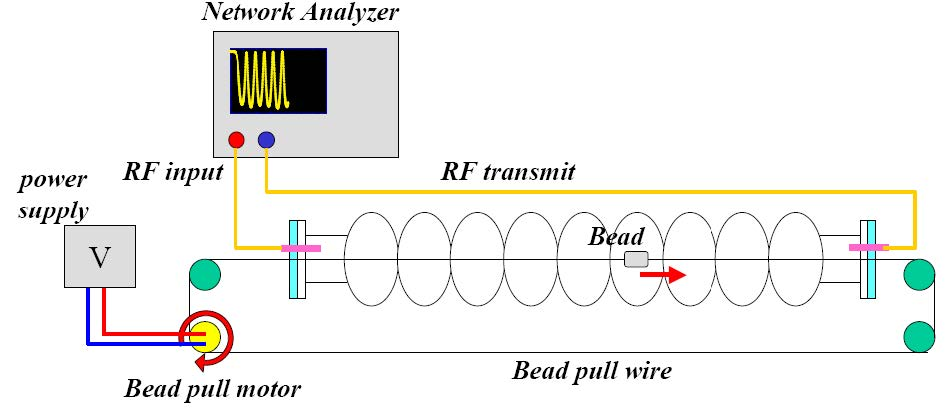 Network Analyzer
RF input
RF transmit
power
supply
V
Bead
Bead pull wire
Bead pull motor